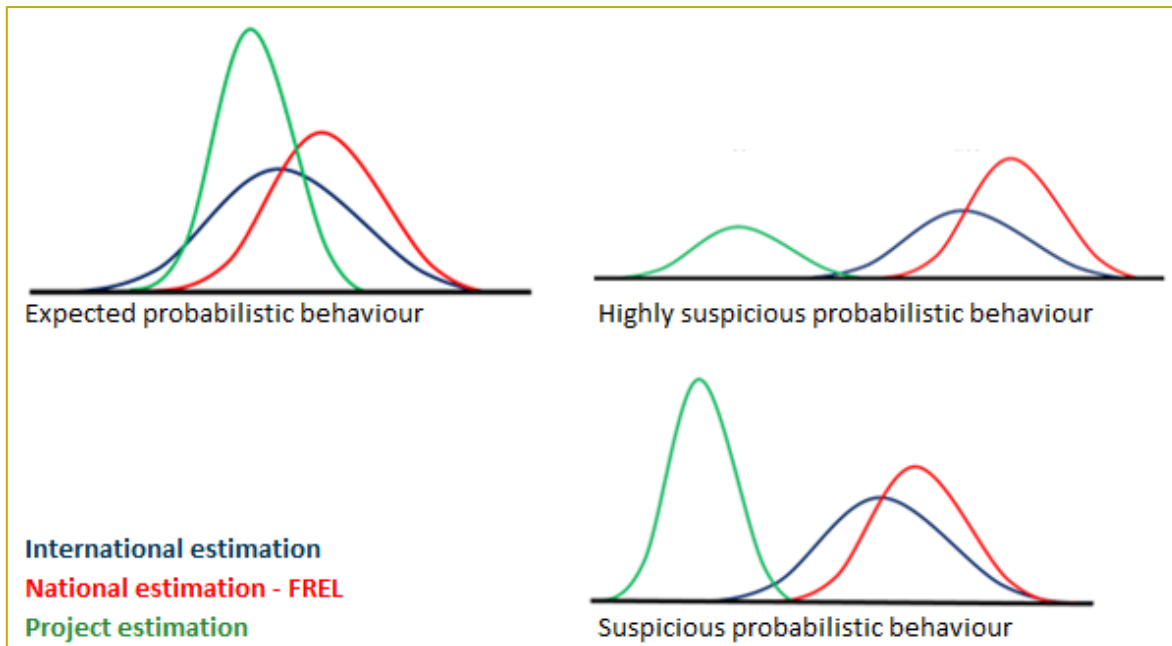 Expected probabilistic behaviour
Highly suspicious probabilistic behaviour
International estimation
National estimation - FREL
Project estimation
Suspicious probabilistic behaviour